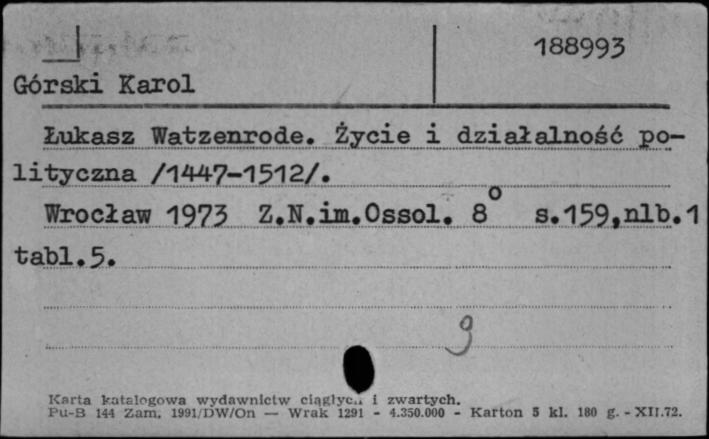 188993
Górski Karol
Łukasz Watzenrode. Życie i działalność po-
lityczna /1447-1512/.
Wrocław 1973 Z.N.im.Ossol. 8° s.159,nlb.1
tabl.5.
9
Karta katalogowa wydawnictw ciągłych i zwartych.
Pu-B 144 Zam. 1991/DW/On — Wrak 1291 - 4.350.000 - Karton 5 kl. 180 g. - XII.72.